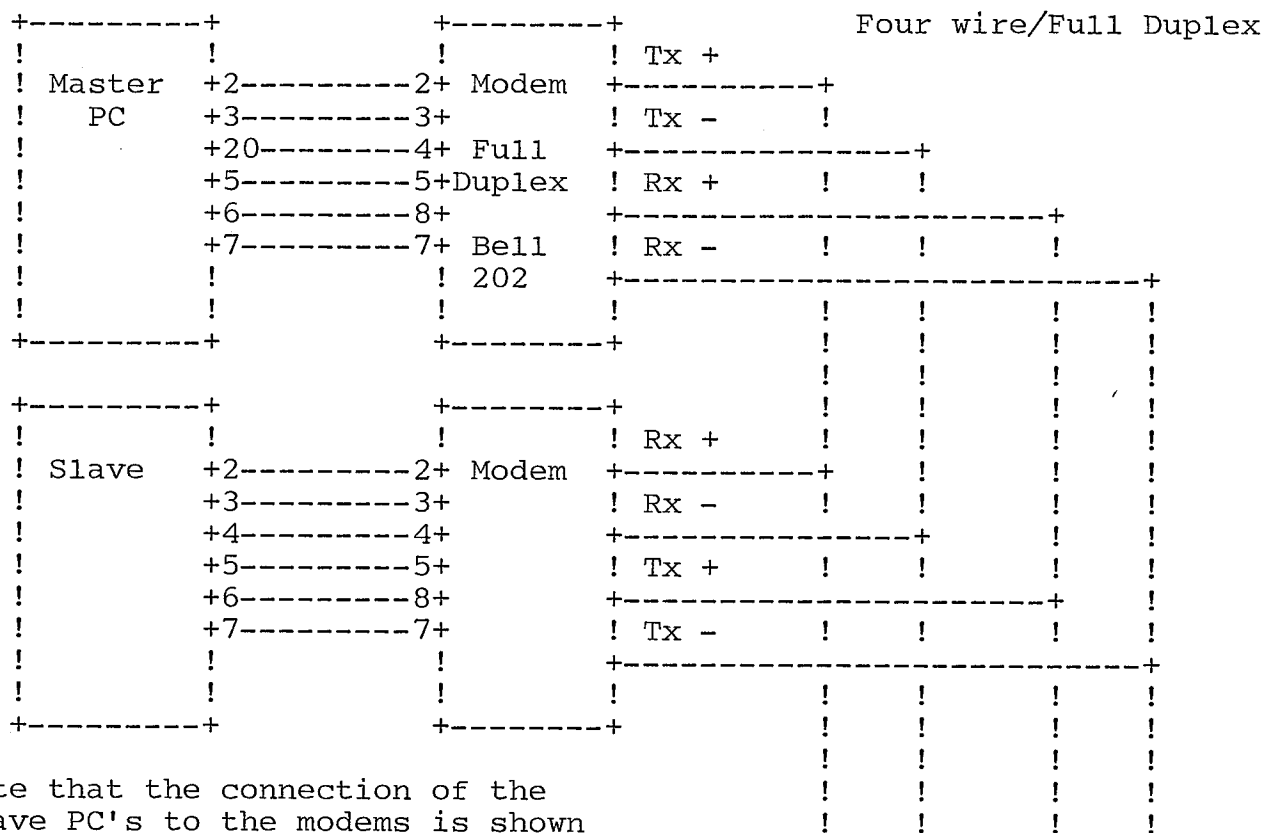 Four wire/Full Duplex
+---------+ +--------+
! ! ! ! Tx +
! Master +2---------2+ Modem +----------+
! PC +3---------3+ ! Tx - !
! +20--------4+ Full +---------------+
! +5---------5+Duplex ! Rx + ! !
! +6---------8+ +----------------------+
! +7---------7+ Bell ! Rx - ! ! !
! ! ! 202 +---------------------------+
! ! ! ! ! ! ! !
+---------+ +--------+ ! ! ! !
! ! ! !
+---------+ +--------+ ! ! ! !
! ! ! ! Rx + ! ! ! !
! Slave +2---------2+ Modem +----------+ ! ! !
! +3---------3+ ! Rx - ! ! ! !
! +4---------4+ +---------------+ ! !
! +5---------5+ ! Tx + ! ! ! !
! +6---------8+ +----------------------+ !
! +7---------7+ ! Tx - ! ! ! !
! ! ! +---------------------------+
! ! ! ! ! ! ! !
+---------+ +--------+ ! ! ! !
! ! ! !
te that the connection of the ! ! ! !
ave PC's to the modems is shown ! ! ! !